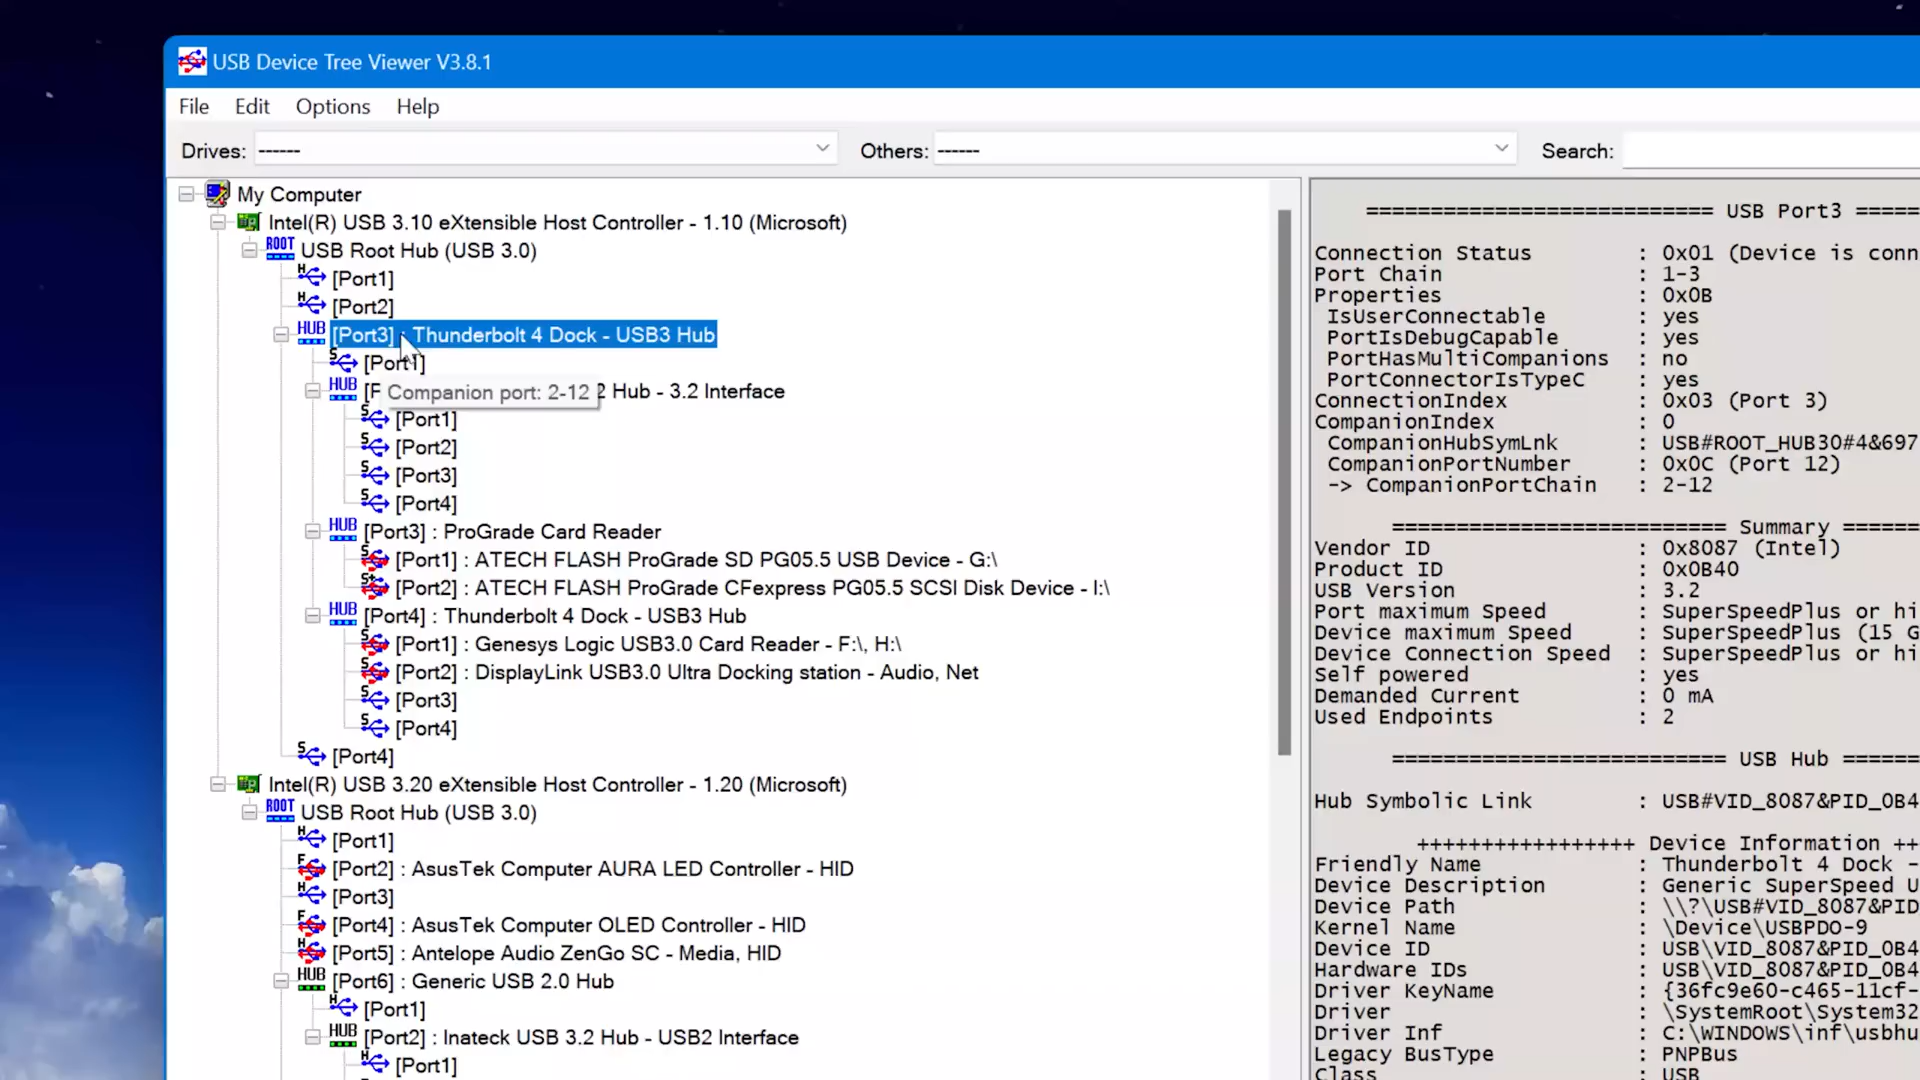 USB Device Tree Viewer V3.8.1
File Edit Options Help
Drives: ------ Others: ------ Search:
My Computer
Intel(R) USB 3.10 eXtensible Host Controller - 1.10 (Microsoft)
ROOT USB Root Hub (USB 3.0)
H [Port1]
H [Port2]
HUB [Port3] : Thunderbolt 4 Dock - USB3 Hub
S [Port1]
HUB [P
Companion port: 2-12
2 Hub - 3.2 Interface
S [Port1]
S [Port2]
S [Port3]
S [Port4]
HUB [Port3] : ProGrade Card Reader
S [Port1] : ATECH FLASH ProGrade SD PG05.5 USB Device - G:\
S+ [Port2] : ATECH FLASH ProGrade CFexpress PG05.5 SCSI Disk Device - I:\
HUB [Port4] : Thunderbolt 4 Dock - USB3 Hub
S [Port1] : Genesys Logic USB3.0 Card Reader - F:\, H:\
S [Port2] : DisplayLink USB3.0 Ultra Docking station - Audio, Net
S [Port3]
S [Port4]
S [Port4]
Intel(R) USB 3.20 eXtensible Host Controller - 1.20 (Microsoft)
ROOT USB Root Hub (USB 3.0)
H [Port1]
F [Port2] : AsusTek Computer AURA LED Controller - HID
H [Port3]
F [Port4] : AsusTek Computer OLED Controller - HID
H [Port5] : Antelope Audio ZenGo SC - Media, HID
HUB [Port6] : Generic USB 2.0 Hub
H [Port1]
HUB [Port2] : Inateck USB 3.2 Hub - USB2 Interface
H [Port1]
========================== USB Port3 =====
Connection Status : 0x01 (Device is conn
Port Chain : 1-3
Properties : 0x0B
IsUserConnectable : yes
PortIsDebugCapable : yes
PortHasMultiCompanions : no
PortConnectorIsTypeC : yes
ConnectionIndex : 0x03 (Port 3)
CompanionIndex : 0
CompanionHubSymLnk : USB#ROOT_HUB30#4&697
CompanionPortNumber : 0x0C (Port 12)
-> CompanionPortChain : 2-12
========================= Summary ======
Vendor ID : 0x8087 (Intel)
Product ID : 0x0B40
USB Version : 3.2
Port maximum Speed : SuperSpeedPlus or hi
Device maximum Speed : SuperSpeedPlus (15 G
Device Connection Speed : SuperSpeedPlus or hi
Self powered : yes
Demanded Current : 0 mA
Used Endpoints : 2
========================= USB Hub ======
Hub Symbolic Link : USB#VID_8087&PID_0B4
+++++++++++++++++ Device Information ++
Friendly Name : Thunderbolt 4 Dock -
Device Description : Generic SuperSpeed U
Device Path : \\?\USB#VID_8087&PID
Kernel Name : \Device\USBPDO-9
Device ID : USB\VID_8087&PID_0B4
Hardware IDs : USB\VID_8087&PID_0B4
Driver KeyName : {36fc9e60-c465-11cf-
Driver : \SystemRoot\System32
Driver Inf : C:\WINDOWS\inf\usbhu
Legacy BusType : PNPBus
Class : USB